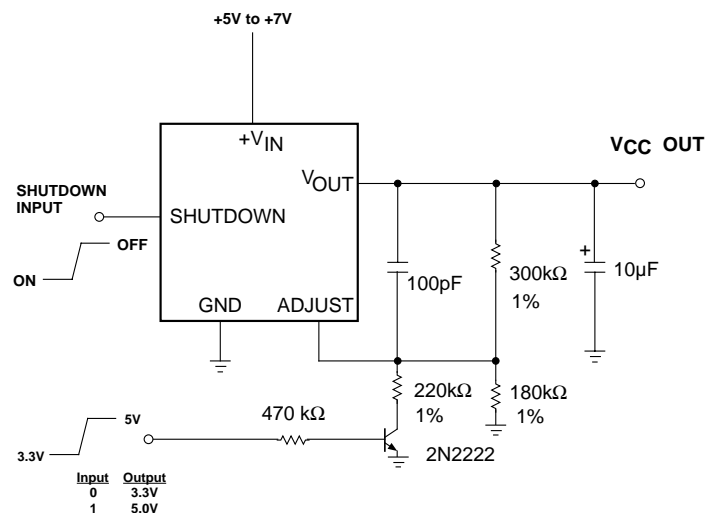 +5V to +7V
+VIN
VCC OUT
VOUT
SHUTDOWN
INPUT
SHUTDOWN
OFF
ON
100pF
300kΩ
1%
+
10µF
GND
ADJUST
220kΩ
1%
180kΩ
1%
470 kΩ
5V
3.3V
2N2222
Input Output
0 3.3V
1 5.0V